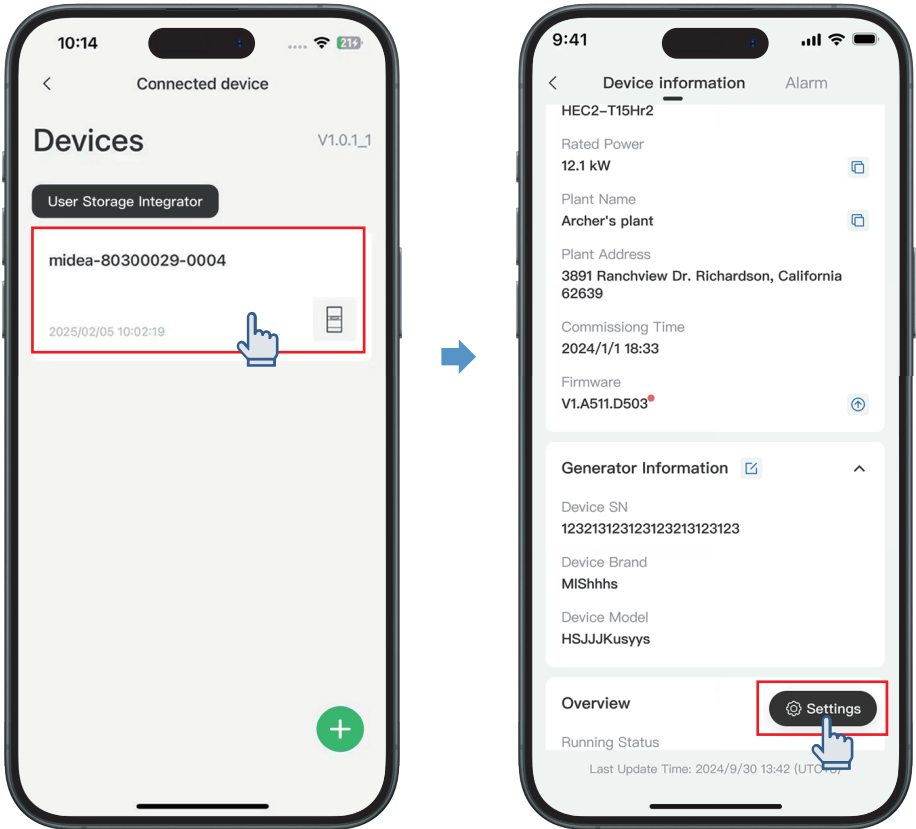 10:14
21
Connected device
Devices
V1.0.1_1
User Storage Integrator
midea-80300029-0004
2025/02/05 10:02:19
9:41
Device information
Alarm
HEC2-T15Hr2
Rated Power
12.1 kW
Plant Name
Archer's plant
Plant Address
3891 Ranchview Dr. Richardson, California
62639
Commissiong Time
2024/1/1 18:33
Firmware
V1.A511.D503
Generator Information
Device SN
123213123123123213123123
Device Brand
MIShhhs
Device Model
HSJJJKusyys
Overview
Settings
Running Status
Last Update Time: 2024/9/30 13:42